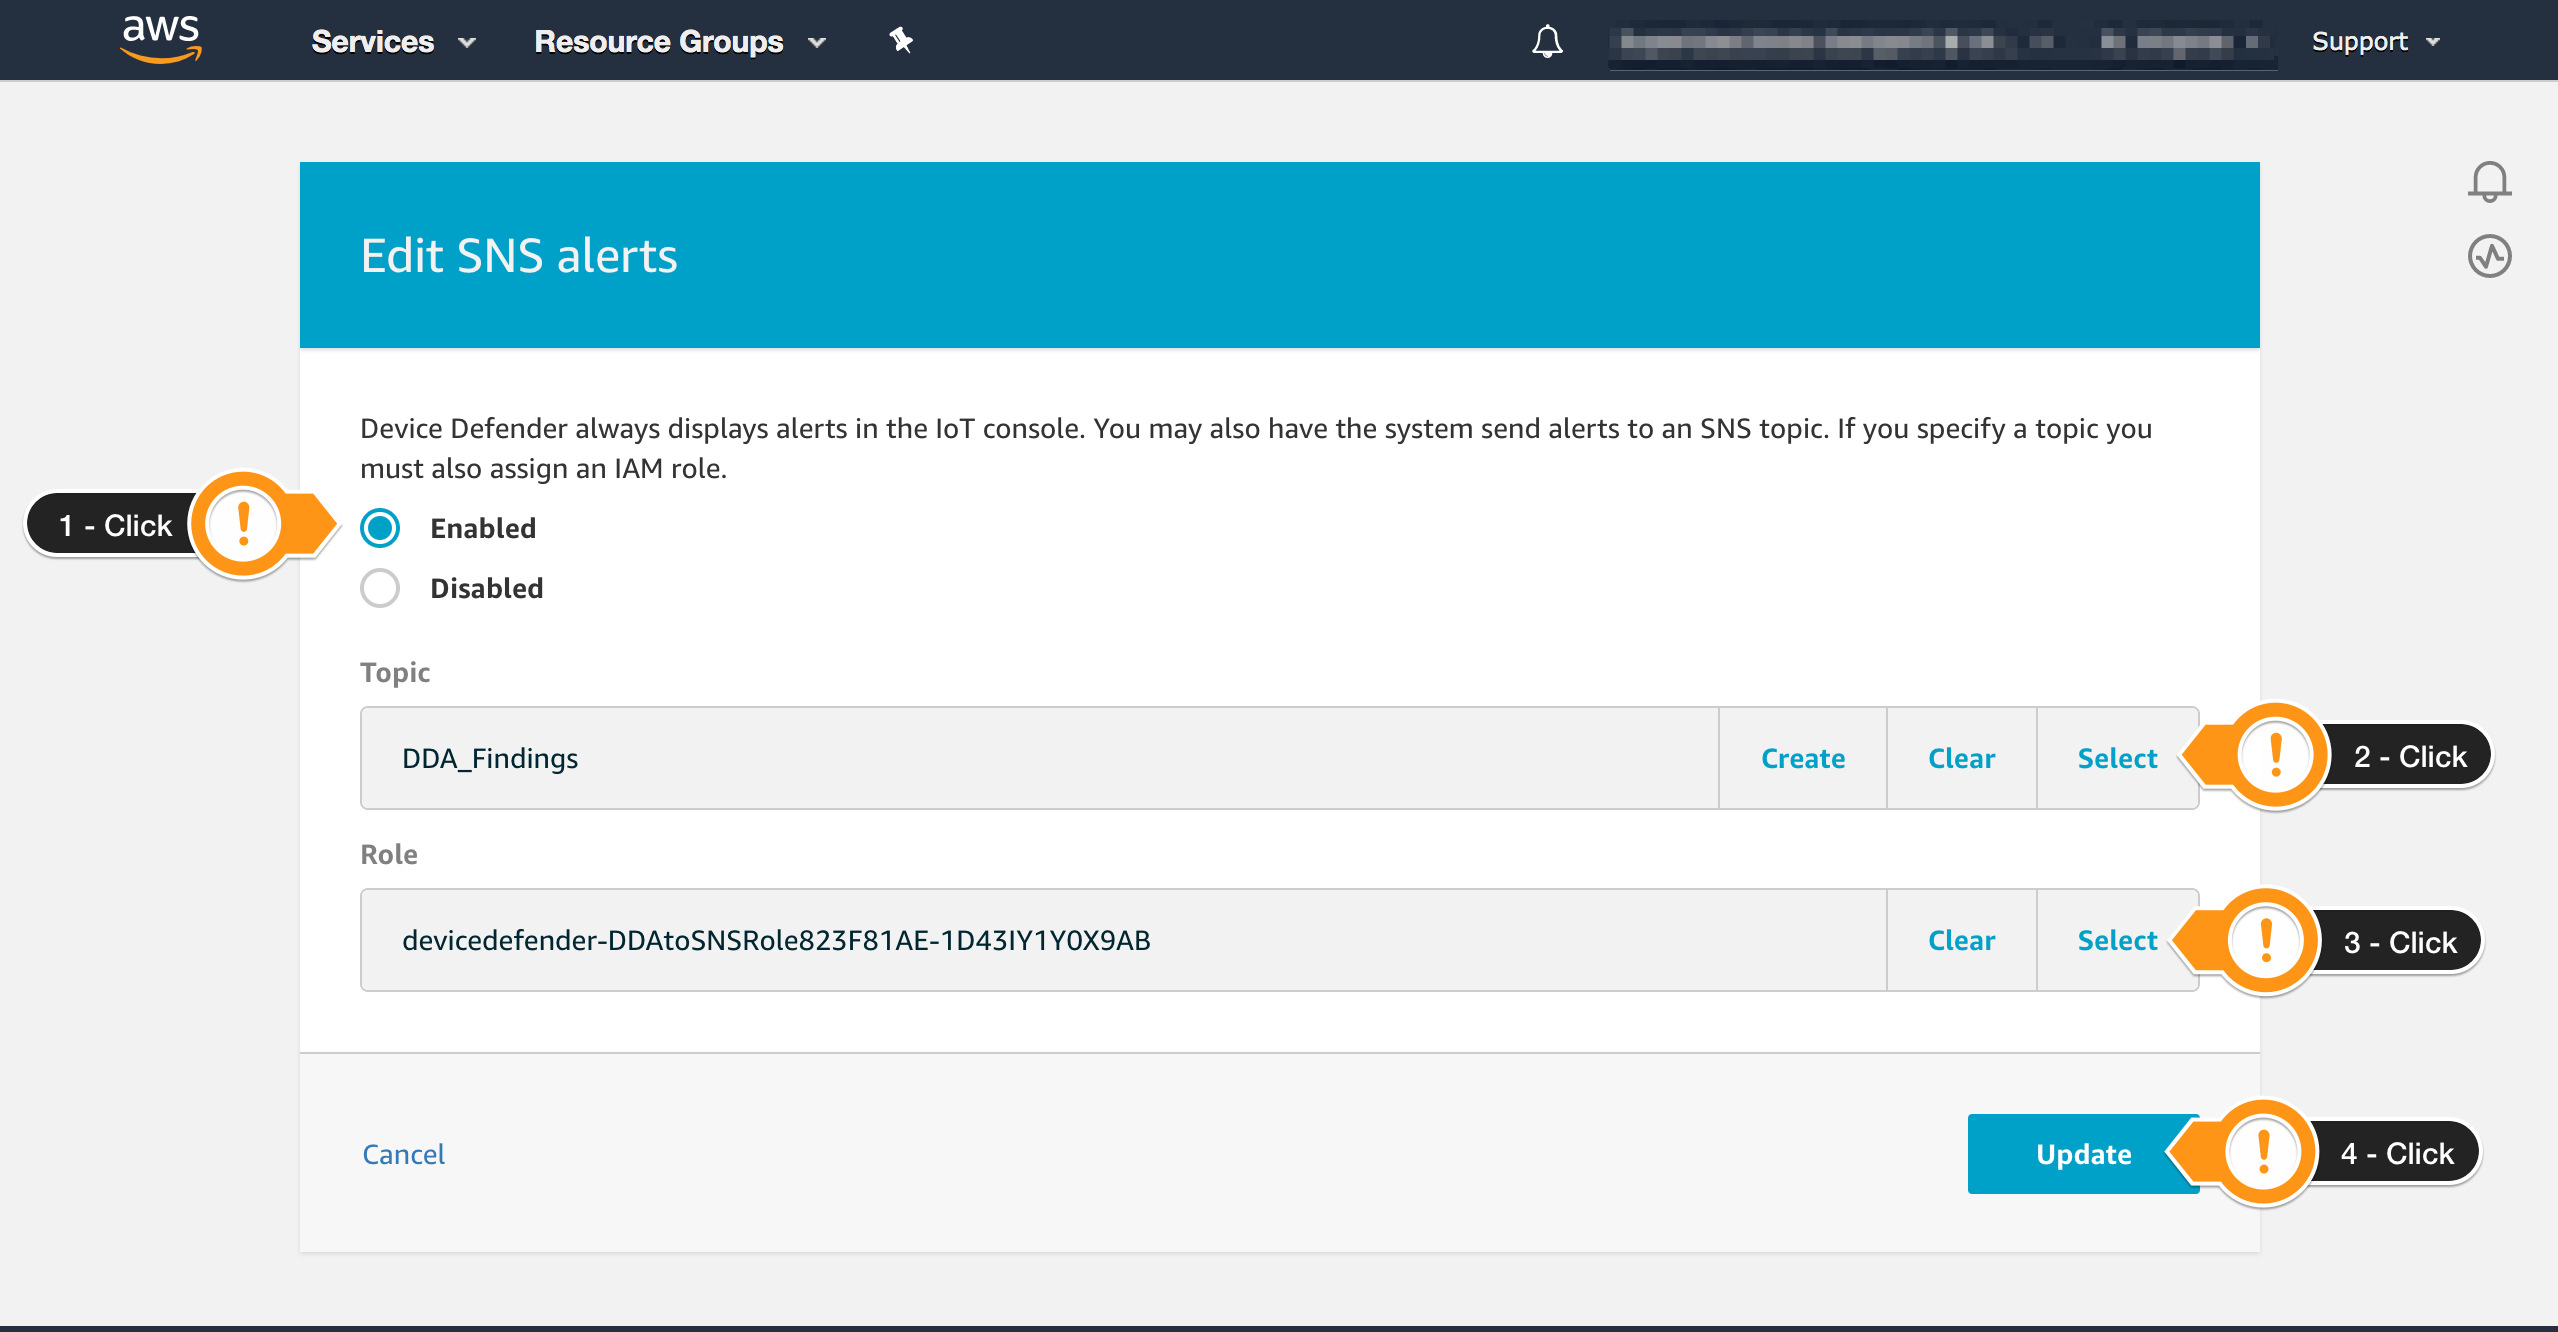 aws
Services
Resource Groups
Support
Edit SNS alerts
Device Defender always displays alerts in the IoT console. You may also have the system send alerts to an SNS topic. If you specify a topic you
must also assign an IAM role.
1 - Click
!
Enabled
Disabled
Topic
DDA_Findings
Create
Clear
Select
!
2 - Click
Role
devicedefender-DDAtoSNSRole823F81AE-1D43IY1Y0X9AB
Clear
Select
!
3 - Click
Cancel
Update
!
4 - Click